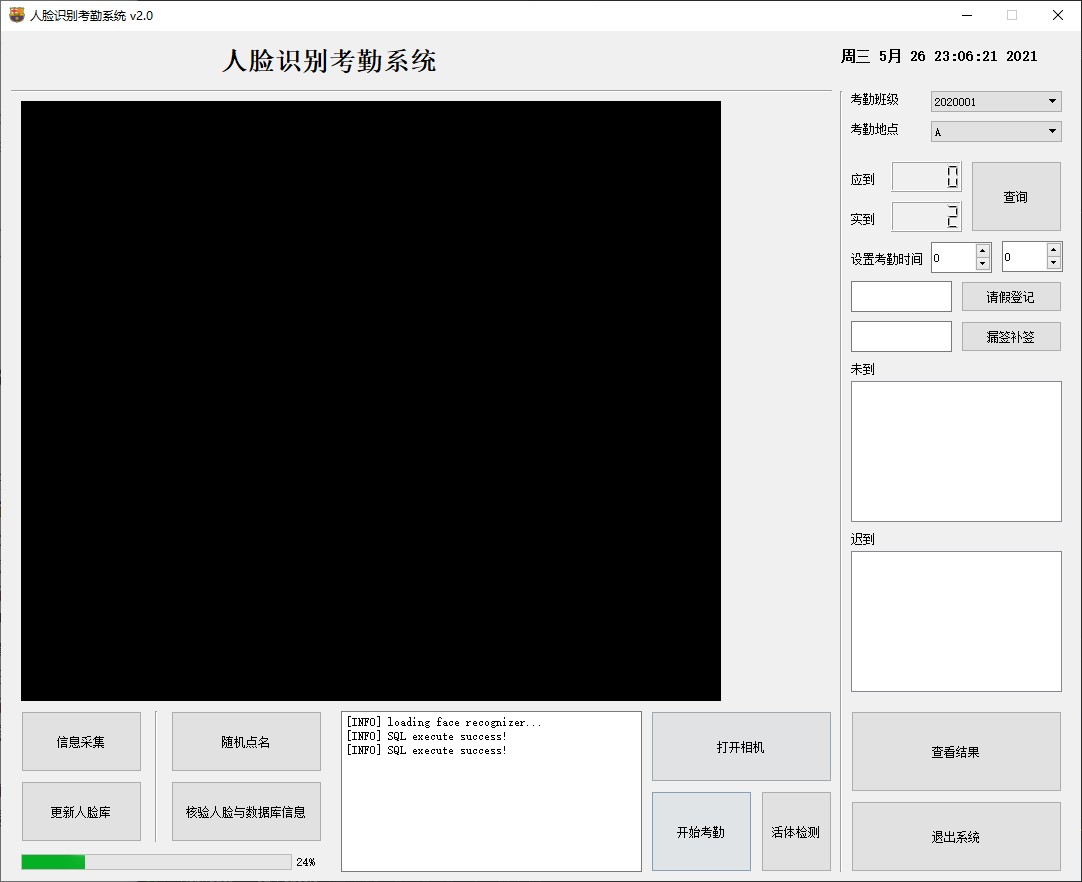 人脸识别考勤系统 v2.0
人脸识别考勤系统
周三 5月 26 23:06:21 2021
考勤班级
2020001
考勤地点
A
应到
0
实到
2
查询
设置考勤时间
0
0
请假登记
漏签补签
未到
迟到
信息采集
随机点名
更新人脸库
核验人脸与数据库信息
24%
[INFO] loading face recognizer...
[INFO] SQL execute success!
[INFO] SQL execute success!
打开相机
开始考勤
活体检测
查看结果
退出系统